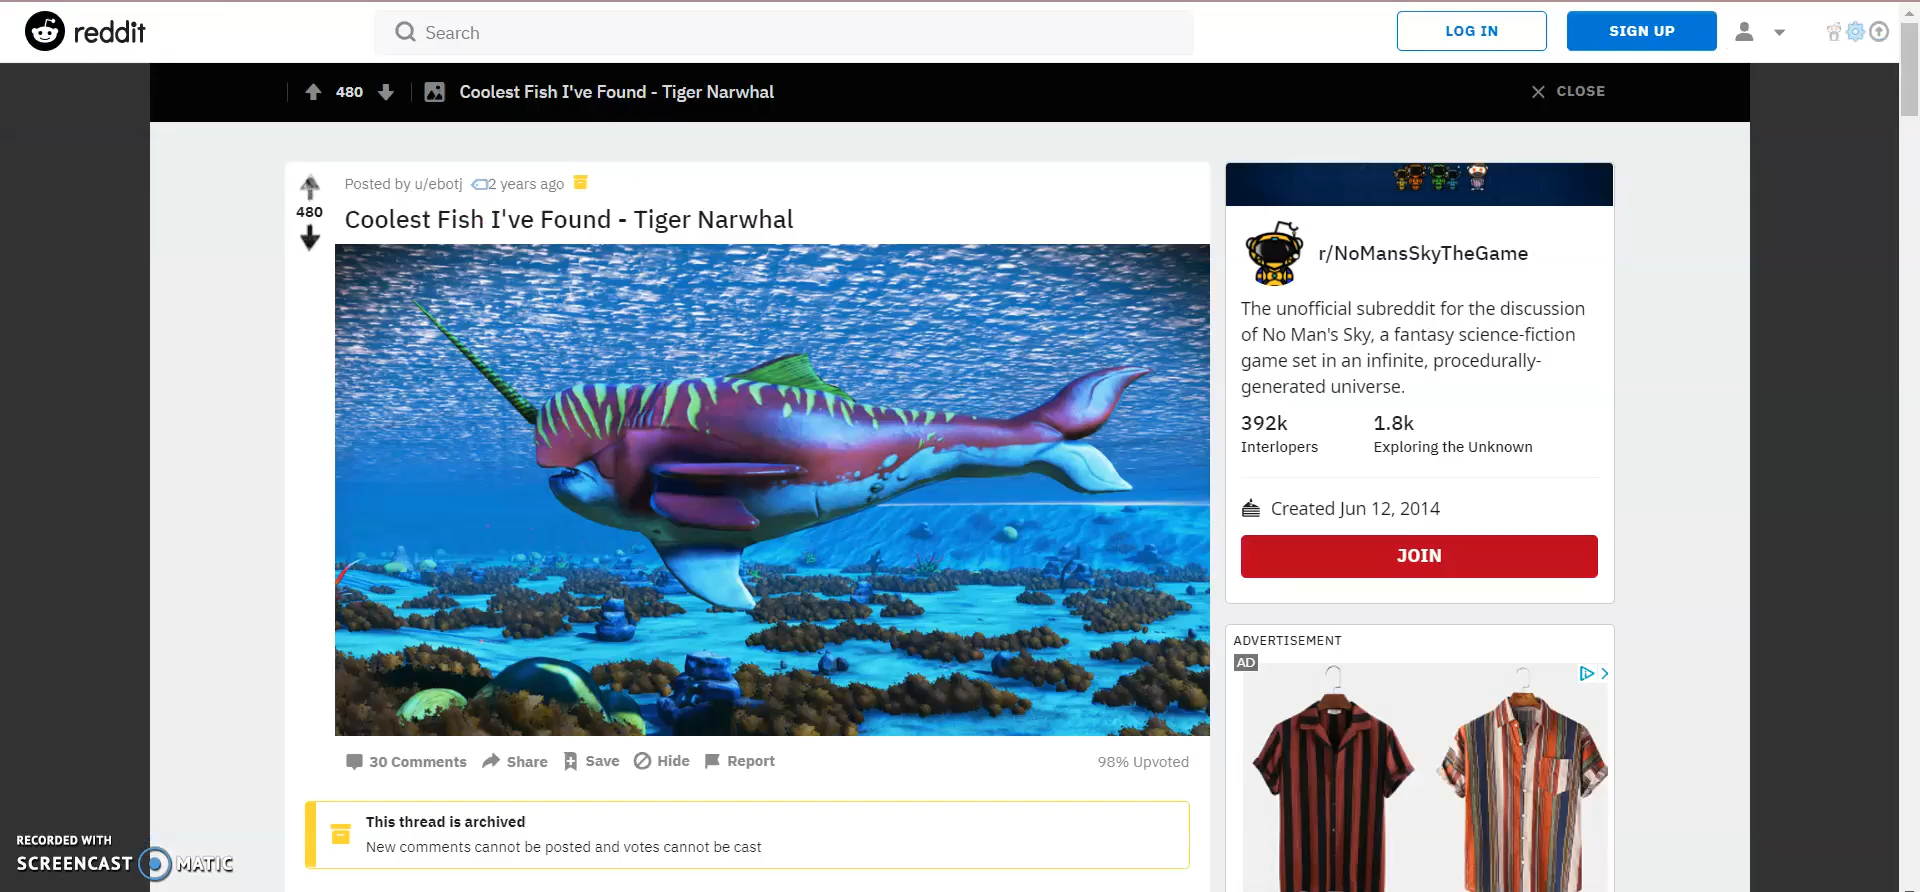 reddit
Search
LOG IN
SIGN UP
480
Coolest Fish I've Found - Tiger Narwhal
CLOSE
Posted by u/ebotj 2 years ago
480
Coolest Fish I've Found - Tiger Narwhal
30 Comments
Share
Save
Hide
Report
98% Upvoted
This thread is archived
New comments cannot be posted and votes cannot be cast
r/NoMansSkyTheGame
The unofficial subreddit for the discussion
of No Man's Sky, a fantasy science-fiction
game set in an infinite, procedurally-
generated universe.
392k
1.8k
Interlopers
Exploring the Unknown
Created Jun 12, 2014
JOIN
ADVERTISEMENT
AD
RECORDED WITH
SCREENCAST MATIC